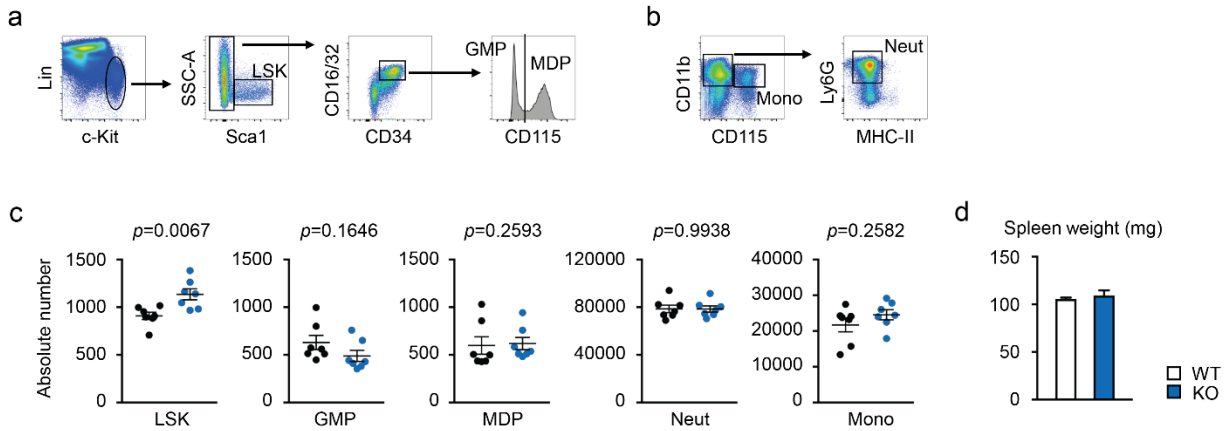 a
Lin
c-Kit
SSC-A
LSK
Sca1
CD16/32
CD34
GMP
MDP
CD115
b
CD11b
Mono
CD115
Ly6G
Neut
MHC-II
c
Absolute number
p=0.0067
1500
1000
500
0
LSK
p=0.1646
1500
1000
500
0
GMP
p=0.2593
1500
1000
500
0
MDP
p=0.9938
120000
80000
40000
0
Neut
p=0.2582
40000
30000
20000
10000
0
Mono
d
Spleen weight (mg)
150
100
50
0
WT
KO